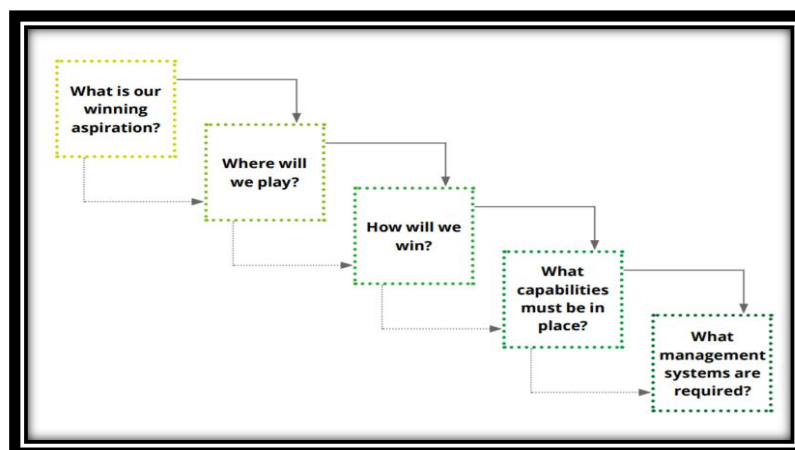 What is our
winning
aspiration?
Where will
we play?
How will we
win?
What
capabilities
must be in
place?
What
management
systems are
required?